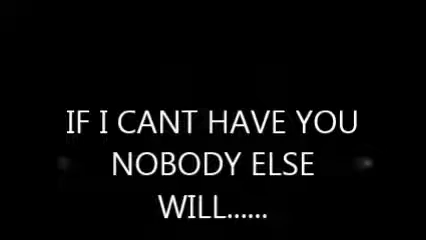 IF I CANT HAVE YOU
NOBODY ELSE
WILL......